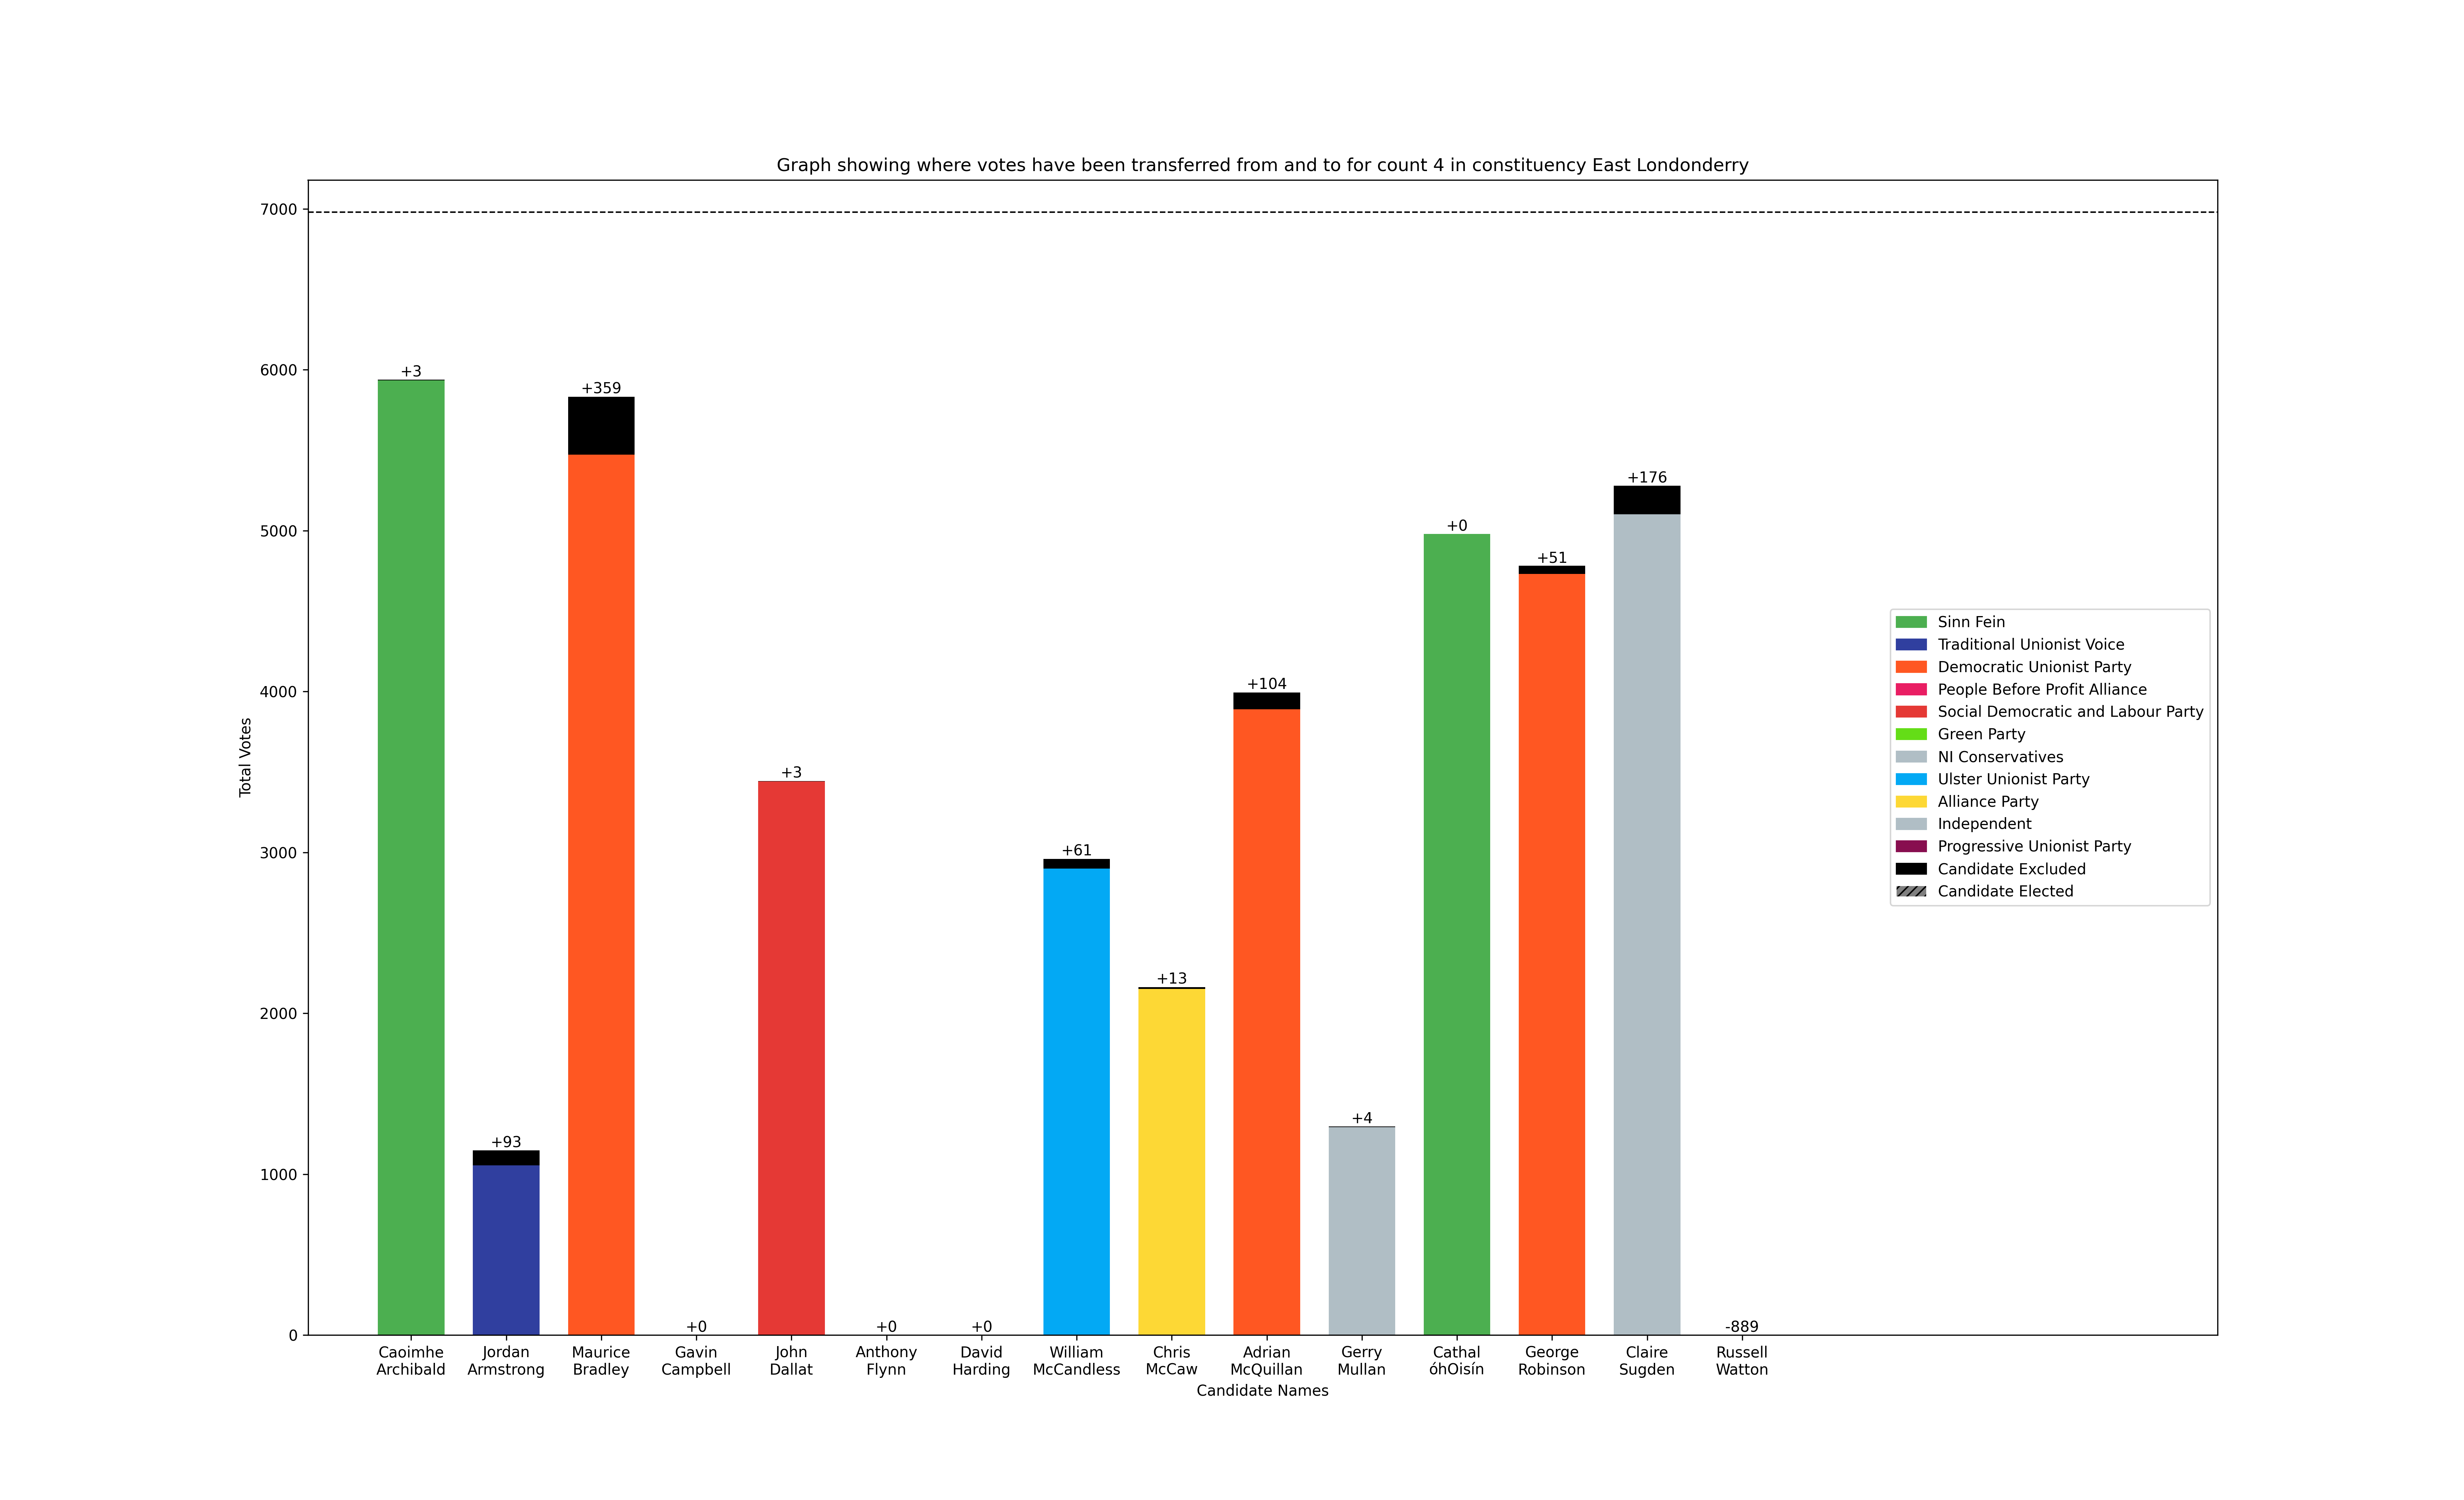 Graph showing where votes have been transferred from and to for count 4 in constituency East Londonderry
7000
6000
5000
4000
3000
2000
1000
0
Total Votes
+3
+93
+359
+0
+3
+0
+0
+61
+13
+104
+4
+0
+51
+176
-889
Sinn Fein
Traditional Unionist Voice
Democratic Unionist Party
People Before Profit Alliance
Social Democratic and Labour Party
Green Party
NI Conservatives
Ulster Unionist Party
Alliance Party
Independent
Progressive Unionist Party
Candidate Excluded
Candidate Elected
Caoimhe
Archibald
Jordan
Armstrong
Maurice
Bradley
Gavin
Campbell
John
Dallat
Anthony
Flynn
David
Harding
William
McCandless
Chris
McCaw
Adrian
McQuillan
Gerry
Mullan
Cathal
óhOisín
George
Robinson
Claire
Sugden
Russell
Watton
Candidate Names